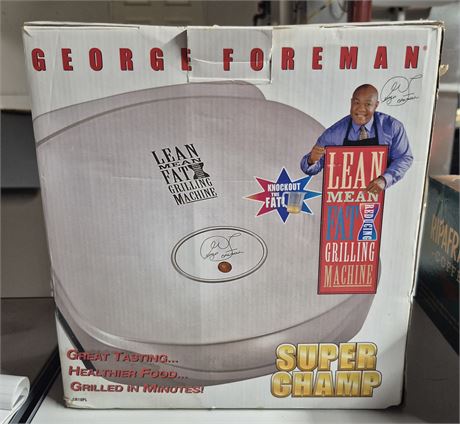 GEORGE FOREMAN
LEAN
MEAN
FAT
GRILLING
MACHINE
KNOCKOUT
THE
FAT!
LEAN
MEAN
FAT REDUCING
GRILLING
MACHINE
GREAT TASTING...
HEALTHIER FOOD...
GRILLED IN MINUTES!
SUPER
CHAMP